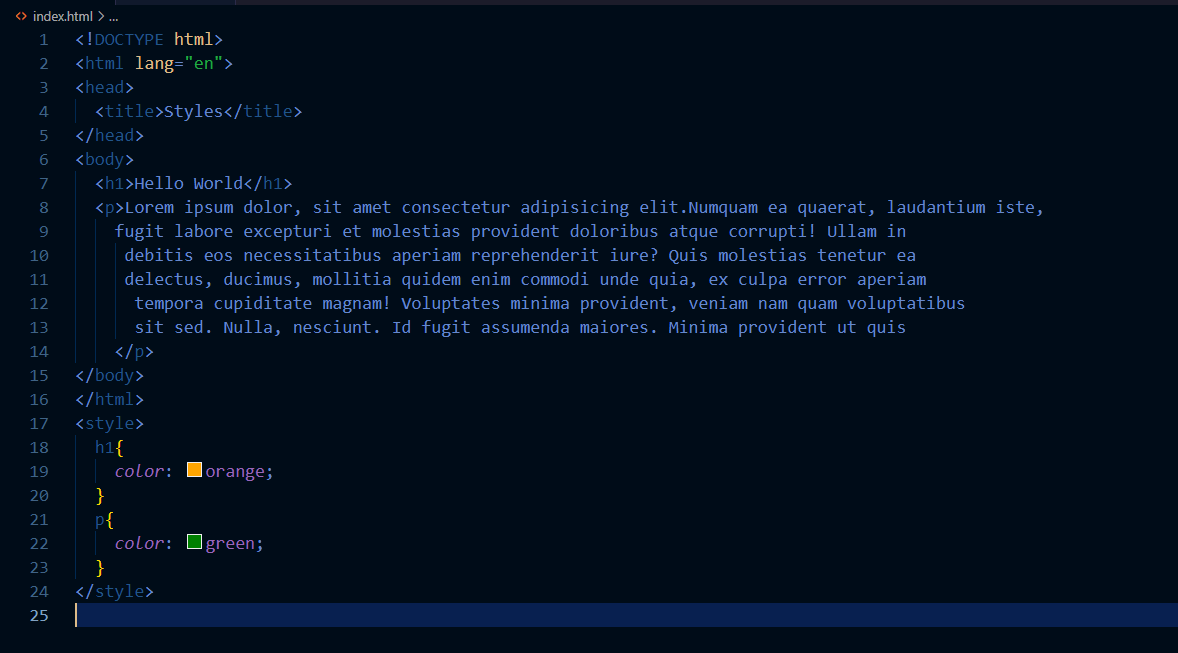 index.html > ...
1 <!DOCTYPE html>
2 <html lang="en">
3 <head>
4 <title>Styles</title>
5 </head>
6 <body>
7 <h1>Hello World</h1>
8 <p>Lorem ipsum dolor, sit amet consectetur adipisicing elit.Numquam ea quaerat, laudantium iste,
9 fugit labore excepturi et molestias provident doloribus atque corrupti! Ullam in
10 debitis eos necessitatibus aperiam reprehenderit iure? Quis molestias tenetur ea
11 delectus, ducimus, mollitia quidem enim commodi unde quia, ex culpa error aperiam
12 tempora cupiditate magnam! Voluptates minima provident, veniam nam quam voluptatibus
13 sit sed. Nulla, nesciunt. Id fugit assumenda maiores. Minima provident ut quis
14 </p>
15 </body>
16 </html>
17 <style>
18 h1{
19 color: orange;
20 }
21 p{
22 color: green;
23 }
24 </style>
25